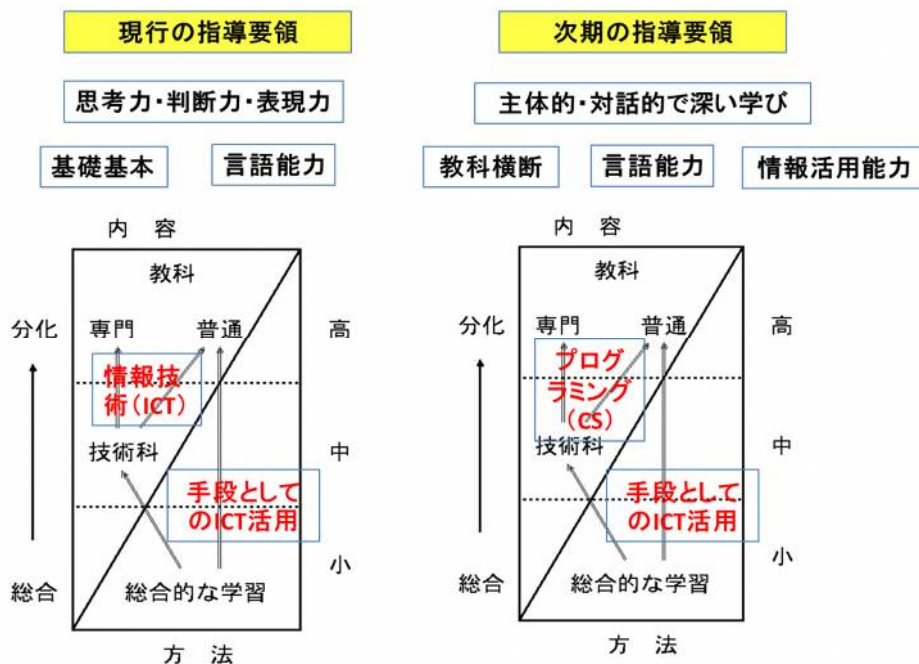 現行の指導要領
思考力・判断力・表現力
基礎基本
言語能力
内 容
教科
分化
専門
普通
高
情報技
術(ICT)
技術科
中
手段として
のICT活用
小
総合
総合的な学習
方 法
次期の指導要領
主体的・対話的で深い学び
教科横断
言語能力
情報活用能力
内 容
教科
分化
専門
普通
高
プログ
ラミング
(CS)
技術科
中
手段として
のICT活用
小
総合
総合的な学習
方 法